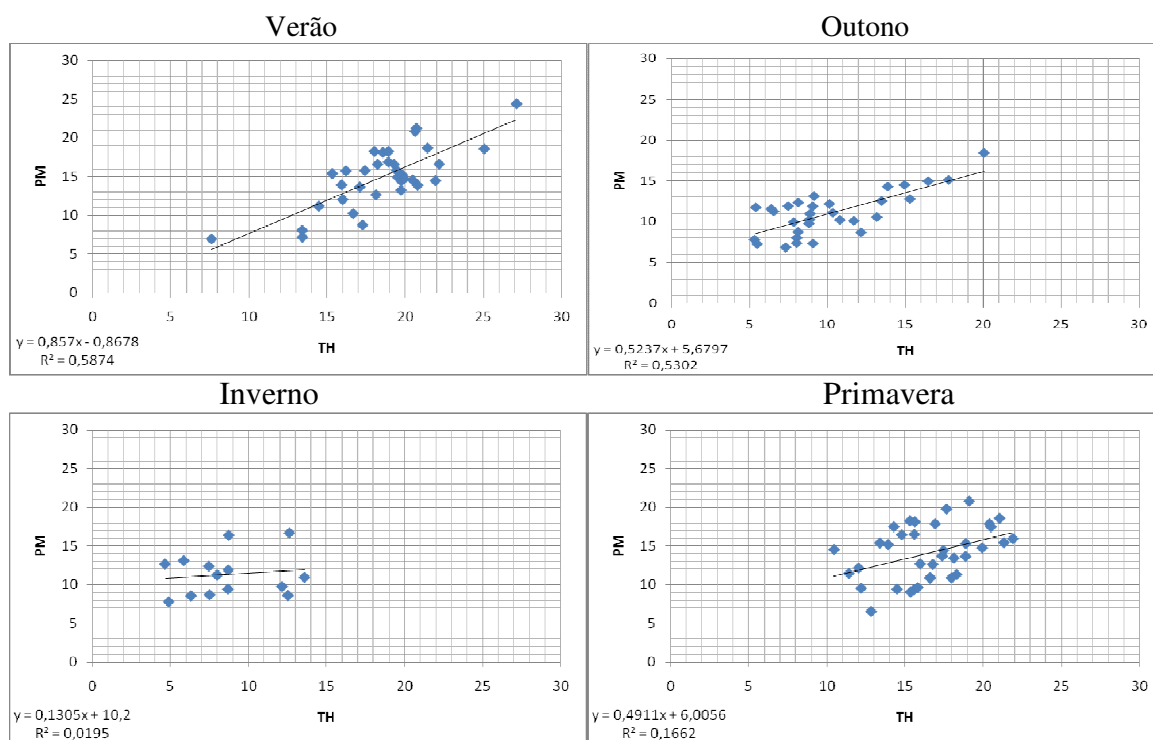 Verão
30
25
20
15
10
5
0
PM
0 5 10 15 20 25 30
TH
y = 0,857x - 0,8678
R² = 0,5874
Outono
30
25
20
15
10
5
0
PM
0 5 10 15 20 25 30
TH
y = 0,5237x + 5,6797
R² = 0,5302
Inverno
30
25
20
15
10
5
0
PM
0 5 10 15 20 25 30
TH
y = 0,1305x + 10,2
R² = 0,0195
Primavera
30
25
20
15
10
5
0
PM
0 5 10 15 20 25 30
TH
y = 0,4911x + 6,0056
R² = 0,1662